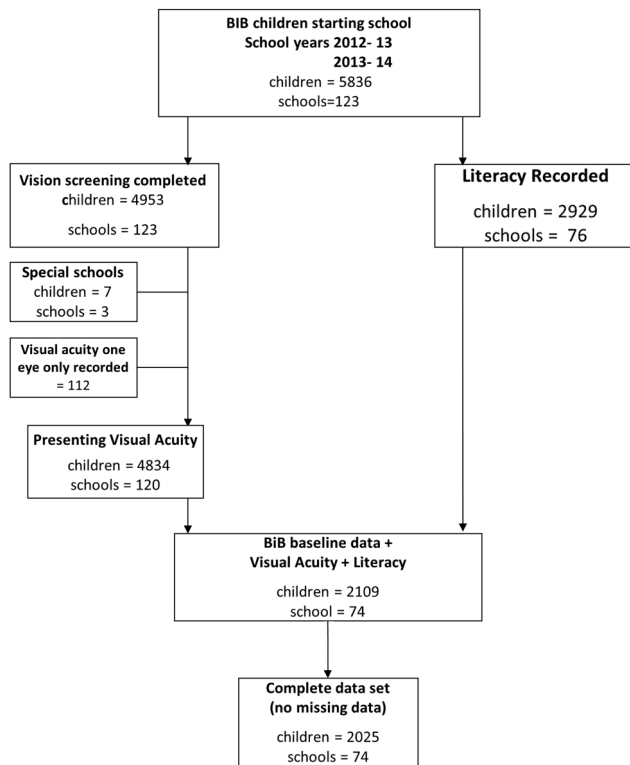 BIB children starting school
School years 2012- 13
2013- 14
children = 5836
schools=123
Vision screening completed
children = 4953
schools = 123
Literacy Recorded
children = 2929
schools = 76
Special schools
children = 7
schools = 3
Visual acuity one
eye only recorded
= 112
Presenting Visual Acuity
children = 4834
schools = 120
BiB baseline data +
Visual Acuity + Literacy
children = 2109
school = 74
Complete data set
(no missing data)
children = 2025
schools = 74